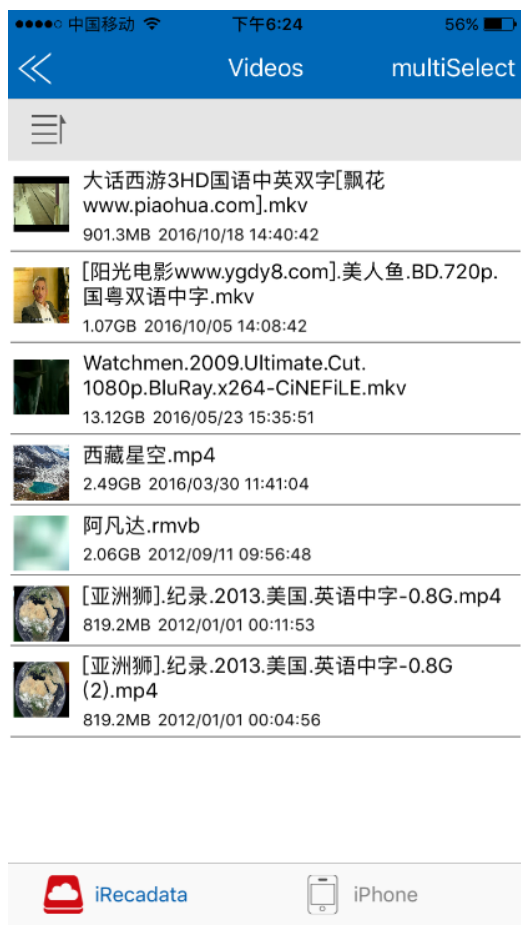 中国移动 下午6:24 56%
Videos multiSelect
大话西游3HD国语中英双字[飘花
www.piaohua.com].mkv
901.3MB 2016/10/18 14:40:42
[阳光电影www.ygdy8.com].美人鱼.BD.720p.
国粤双语中字.mkv
1.07GB 2016/10/05 14:08:42
Watchmen.2009.Ultimate.Cut.
1080p.BluRay.x264-CiNEFiLE.mkv
13.12GB 2016/05/23 15:35:51
西藏星空.mp4
2.49GB 2016/03/30 11:41:04
阿凡达.rmvb
2.06GB 2012/09/11 09:56:48
[亚洲狮].纪录.2013.美国.英语中字-0.8G.mp4
819.2MB 2012/01/01 00:11:53
[亚洲狮].纪录.2013.美国.英语中字-0.8G
(2).mp4
819.2MB 2012/01/01 00:04:56
iRecadata iPhone